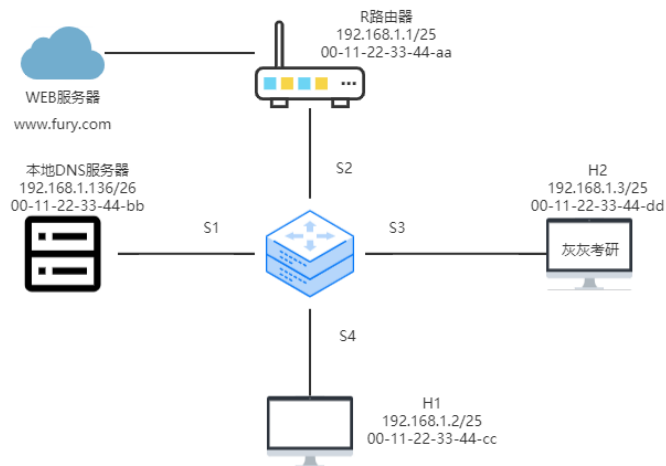 R路由器
192.168.1.1/25
00-11-22-33-44-aa
WEB服务器
www.fury.com
本地DNS服务器
192.168.1.136/26
00-11-22-33-44-bb
S2
H2
192.168.1.3/25
00-11-22-33-44-dd
S1
S3
灰灰考研
S4
H1
192.168.1.2/25
00-11-22-33-44-cc